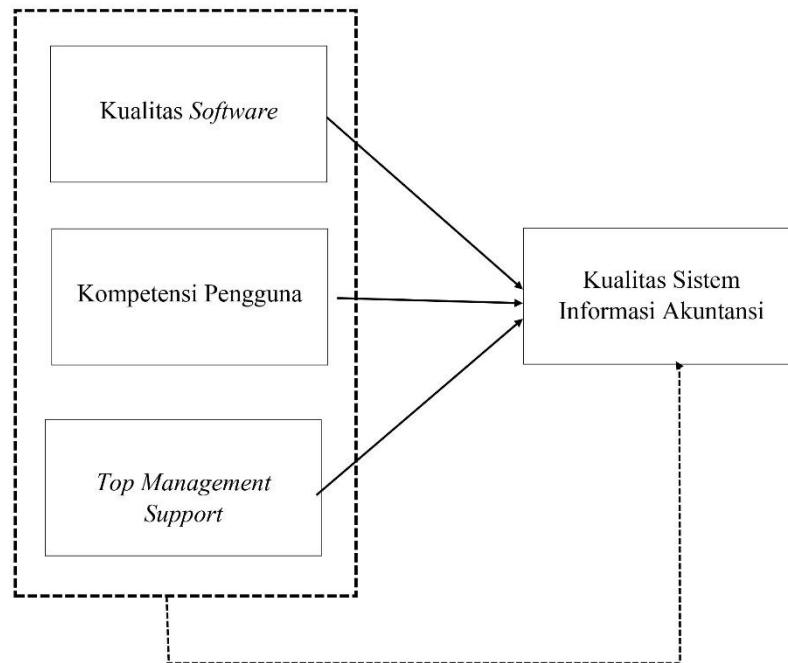 Kualitas Software
Kompetensi Pengguna
Top Management
Support
Kualitas Sistem
Informasi Akuntansi